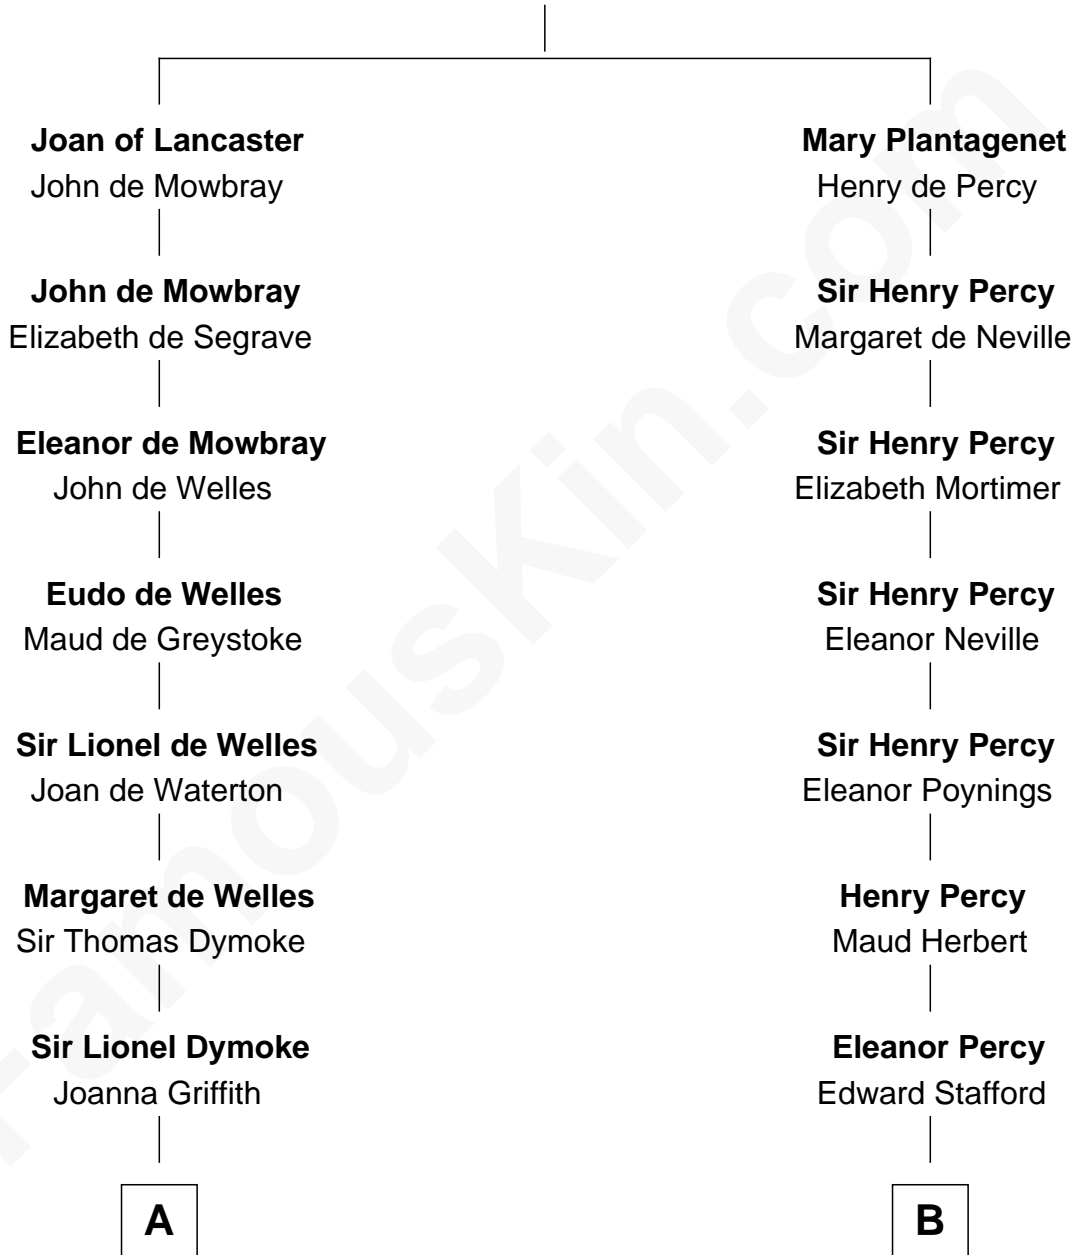 Joan of Lancaster
John de Mowbray
John de Mowbray
Elizabeth de Segrave
Eleanor de Mowbray
John de Welles
Eudo de Welles
Maud de Greystoke
Sir Lionel de Welles
Joan de Waterton
Margaret de Welles
Sir Thomas Dymoke
Sir Lionel Dymoke
Joanna Griffith
A
Mary Plantagenet
Henry de Percy
Sir Henry Percy
Margaret de Neville
Sir Henry Percy
Elizabeth Mortimer
Sir Henry Percy
Eleanor Neville
Sir Henry Percy
Eleanor Poynings
Henry Percy
Maud Herbert
Eleanor Percy
Edward Stafford
B
FamousKin.com